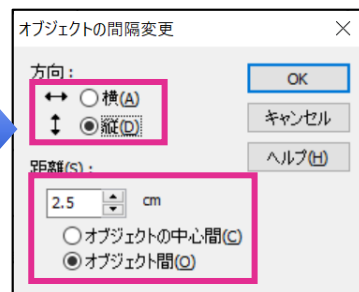 オブジェクトの間隔変更
方向:
横(A)
縦(D)
OK
キャンセル
ヘルプ(H)
距離(S):
2.5 cm
オブジェクトの中心間(C)
オブジェクト間(O)